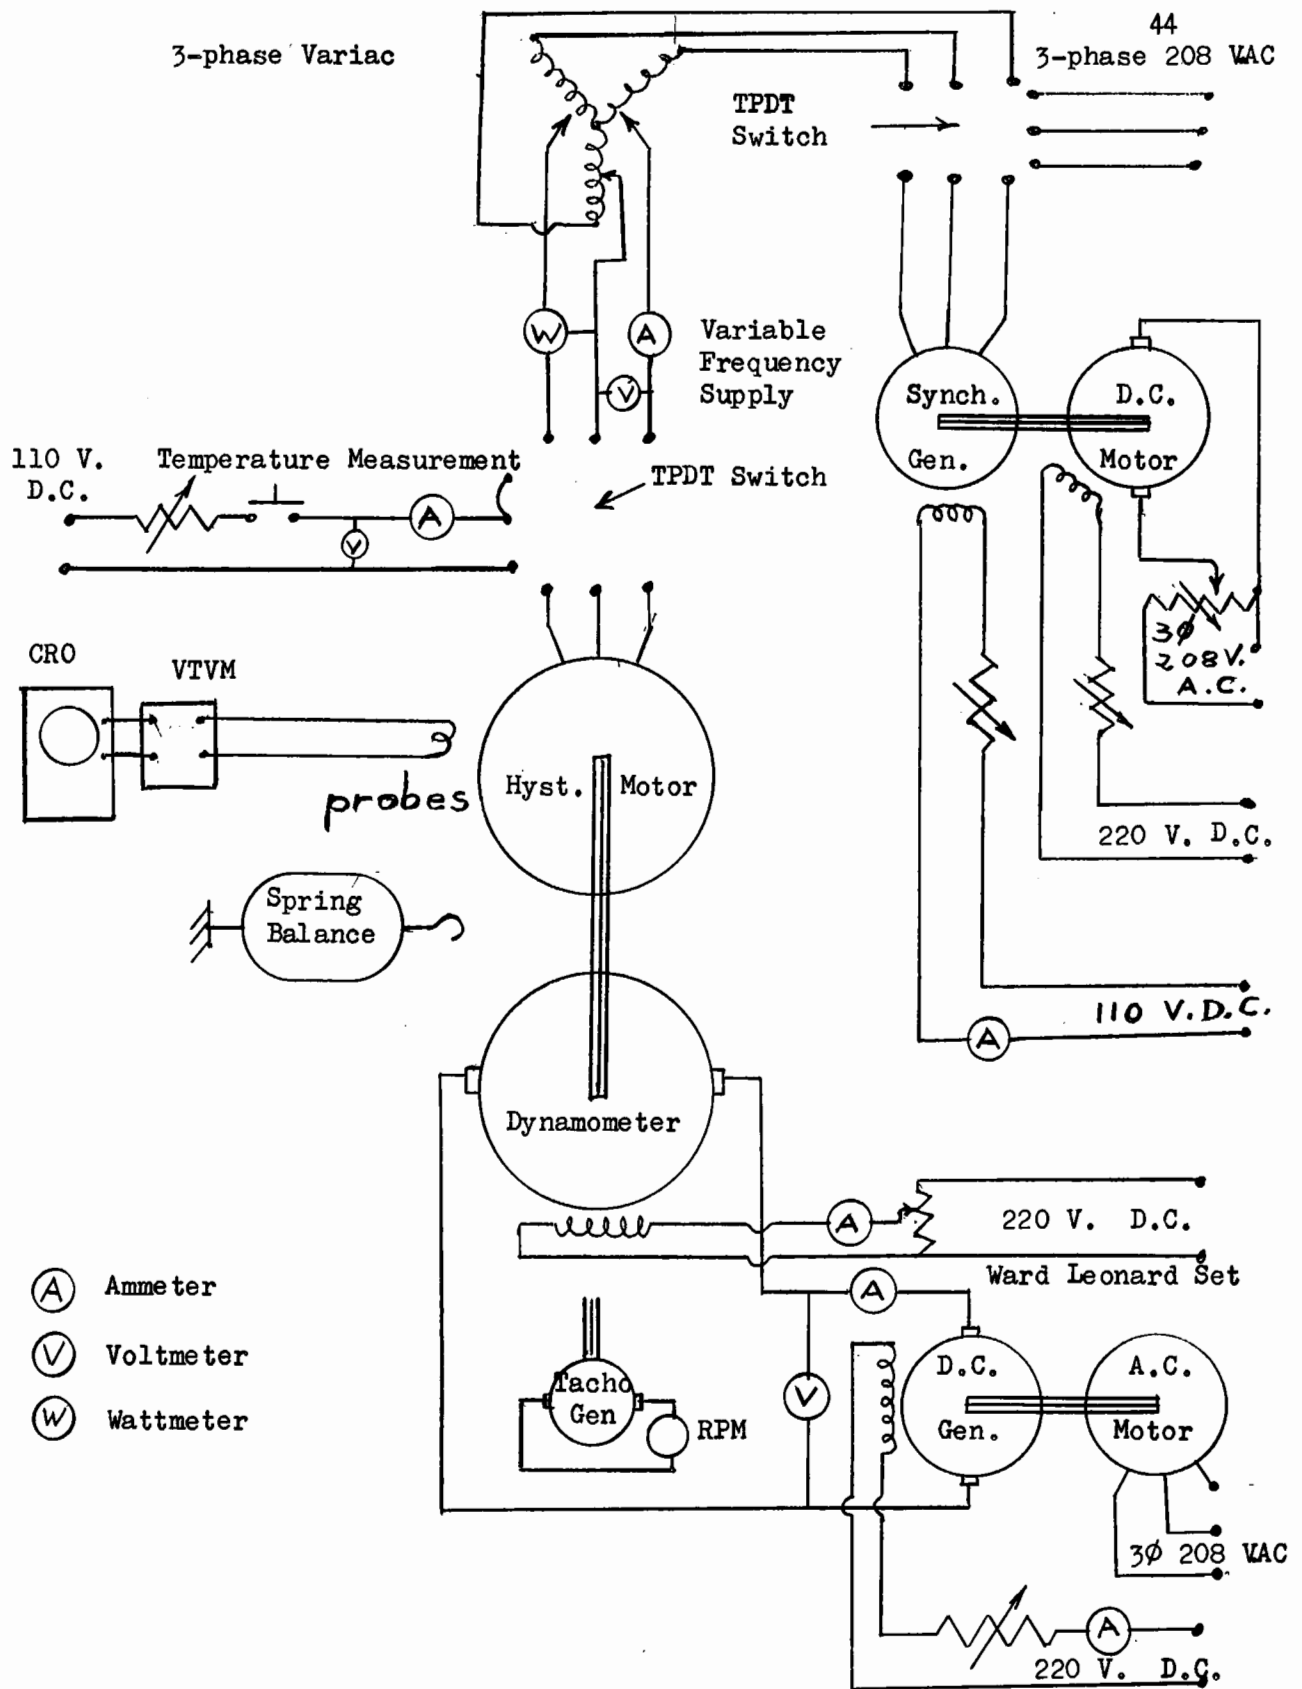 44
3-phase Variac
3-phase 208 VAC
TPDT
Switch
W
A
V
Variable
Frequency
Supply
Synch.
Gen.
D.C.
Motor
110 V.
D.C.
Temperature Measurement
TPDT Switch
A
V
3Ø
208V.
A.C.
CRO
VTVM
probes
Hyst. Motor
220 V. D.C.
Spring
Balance
110 V.D.C.
A
Dynamometer
A
220 V. D.C.
Ward Leonard Set
A
A Ammeter
V Voltmeter
W Wattmeter
Tacho
Gen
RPM
V
D.C.
Gen.
A.C.
Motor
3Ø 208 VAC
A
220 V. D.C.